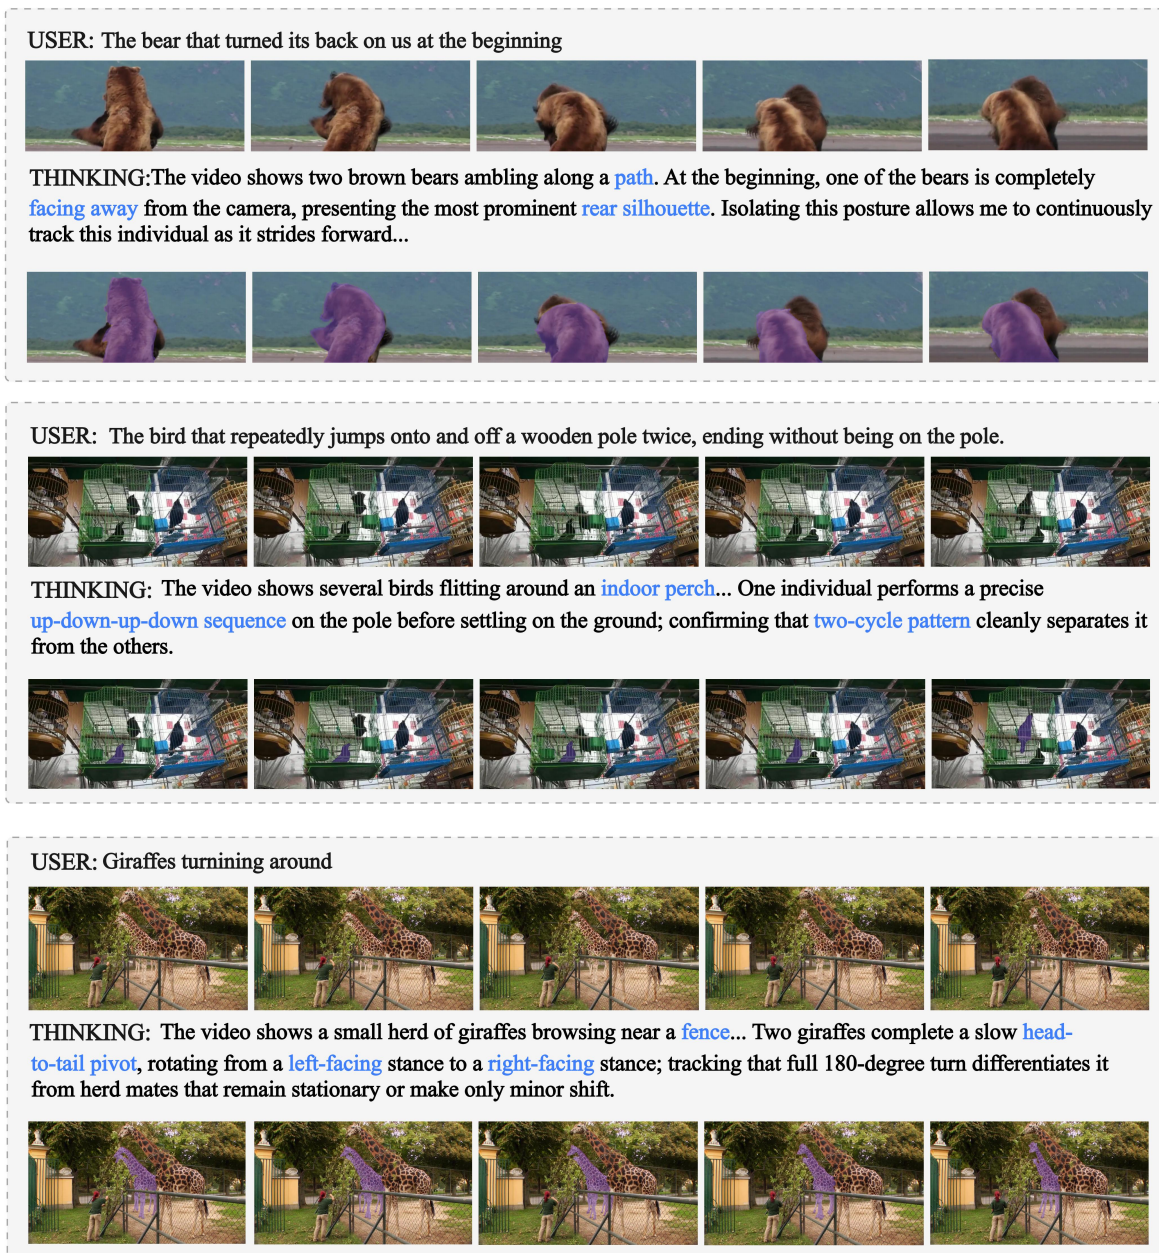 USER: The bear that turned its back on us at the beginning
THINKING:The video shows two brown bears ambling along a path. At the beginning, one of the bears is completely
facing away from the camera, presenting the most prominent rear silhouette. Isolating this posture allows me to continuously
track this individual as it strides forward...
USER: The bird that repeatedly jumps onto and off a wooden pole twice, ending without being on the pole.
THINKING: The video shows several birds flitting around an indoor perch... One individual performs a precise
up-down-up-down sequence on the pole before settling on the ground; confirming that two-cycle pattern cleanly separates it
from the others.
USER: Giraffes turnining around
THINKING: The video shows a small herd of giraffes browsing near a fence... Two giraffes complete a slow head-
to-tail pivot, rotating from a left-facing stance to a right-facing stance; tracking that full 180-degree turn differentiates it
from herd mates that remain stationary or make only minor shift.